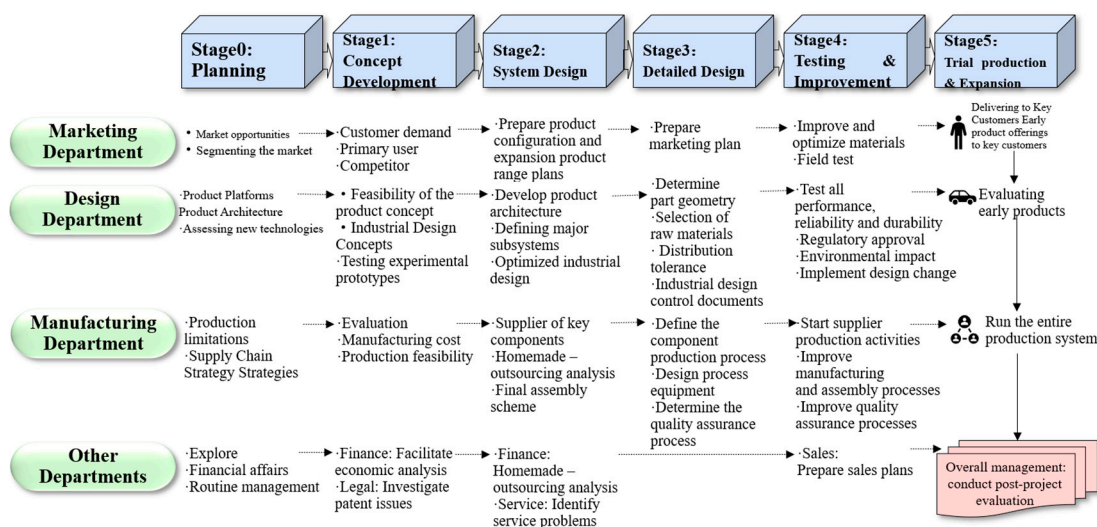 Stage0:
Planning
Stage1:
Concept
Development
Stage2:
System Design
Stage3:
Detailed Design
Stage4:
Testing &
Improvement
Stage5:
Trial production
& Expansion
Marketing
Department
• Market opportunities
• Segmenting the market
·Customer demand
·Primary user
·Competitor
·Prepare product
configuration and
expansion product
range plans
·Prepare
marketing plan
·Improve and
optimize materials
·Field test
Delivering to Key
Customers Early
product offerings
to key customers
Design
Department
·Product Platforms
Product Architecture
·Assessing new technologies
• Feasibility of the
product concept
• Industrial Design
Concepts
·Testing experimental
prototypes
·Develop product
architecture
·Defining major
subsystems
·Optimized industrial
design
·Determine
part geometry
·Selection of
raw materials
· Distribution
tolerance
·Industrial design
control documents
·Test all
performance,
reliability and durability
·Regulatory approval
·Environmental impact
·Implement design change
Evaluating
early products
Manufacturing
Department
·Production
limitations
·Supply Chain
Strategy Strategies
·Evaluation
·Manufacturing cost
·Production feasibility
·Supplier of key
components
·Homemade –
outsourcing analysis
·Final assembly
scheme
·Define the
component
production process
·Design process
equipment
·Determine the
quality assurance
process
·Start supplier
production activities
·Improve
manufacturing
and assembly processes
·Improve quality
assurance processes
Run the entire
production system
Other
Departments
·Explore
·Financial affairs
·Routine management
·Finance: Facilitate
economic analysis
·Legal: Investigate
patent issues
·Finance:
Homemade –
outsourcing analysis
·Service: Identify
service problems
·Sales:
Prepare sales plans
Overall management:
conduct post-project
evaluation